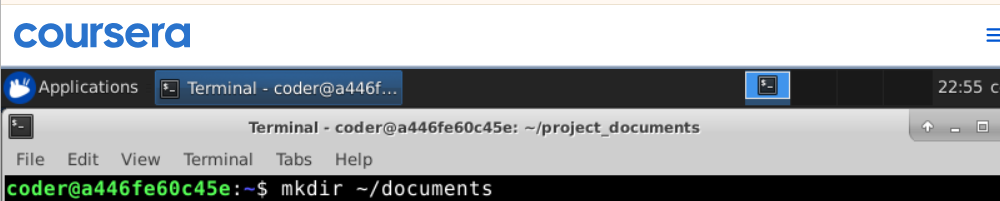 coursera
Applications
Terminal - coder@a446f...
22:55 c
Terminal - coder@a446fe60c45e: ~/project_documents
File Edit View Terminal Tabs Help
coder@a446fe60c45e:~$ mkdir ~/documents